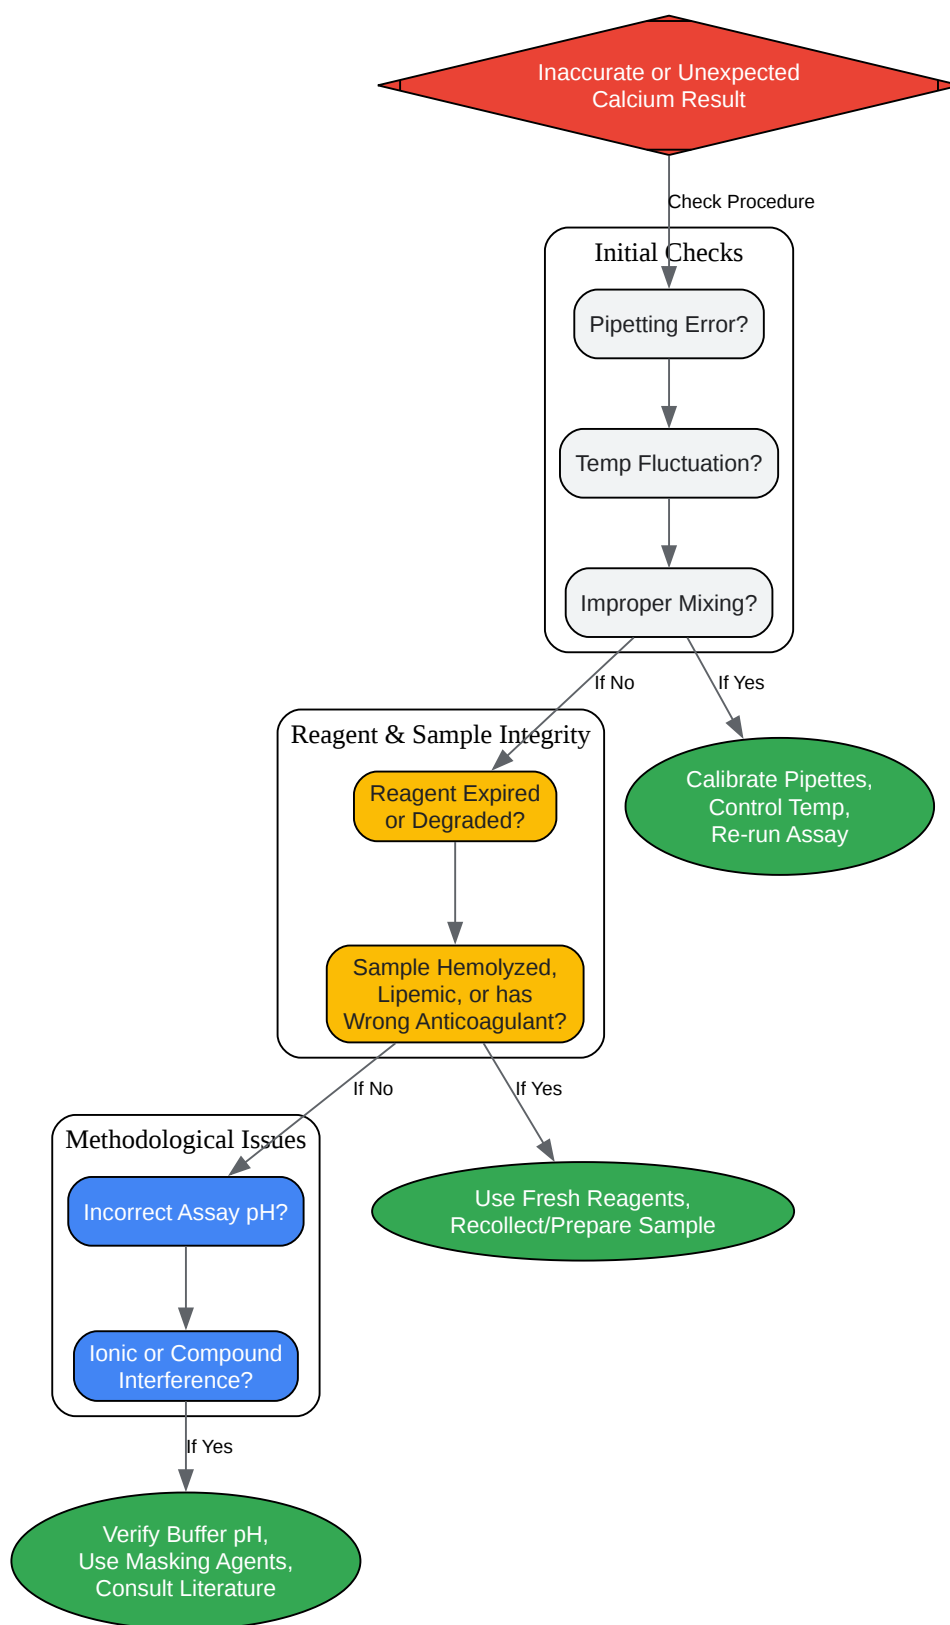 Inaccurate or Unexpected
Calcium Result
Check Procedure
Initial Checks
Pipetting Error?
Temp Fluctuation?
Improper Mixing?
If No
If Yes
Reagent & Sample Integrity
Reagent Expired
or Degraded?
Calibrate Pipettes,
Control Temp,
Re-run Assay
Sample Hemolyzed,
Lipemic, or has
Wrong Anticoagulant?
If No
If Yes
Methodological Issues
Incorrect Assay pH?
Use Fresh Reagents,
Recollect/Prepare Sample
Ionic or Compound
Interference?
If Yes
Verify Buffer pH,
Use Masking Agents,
Consult Literature